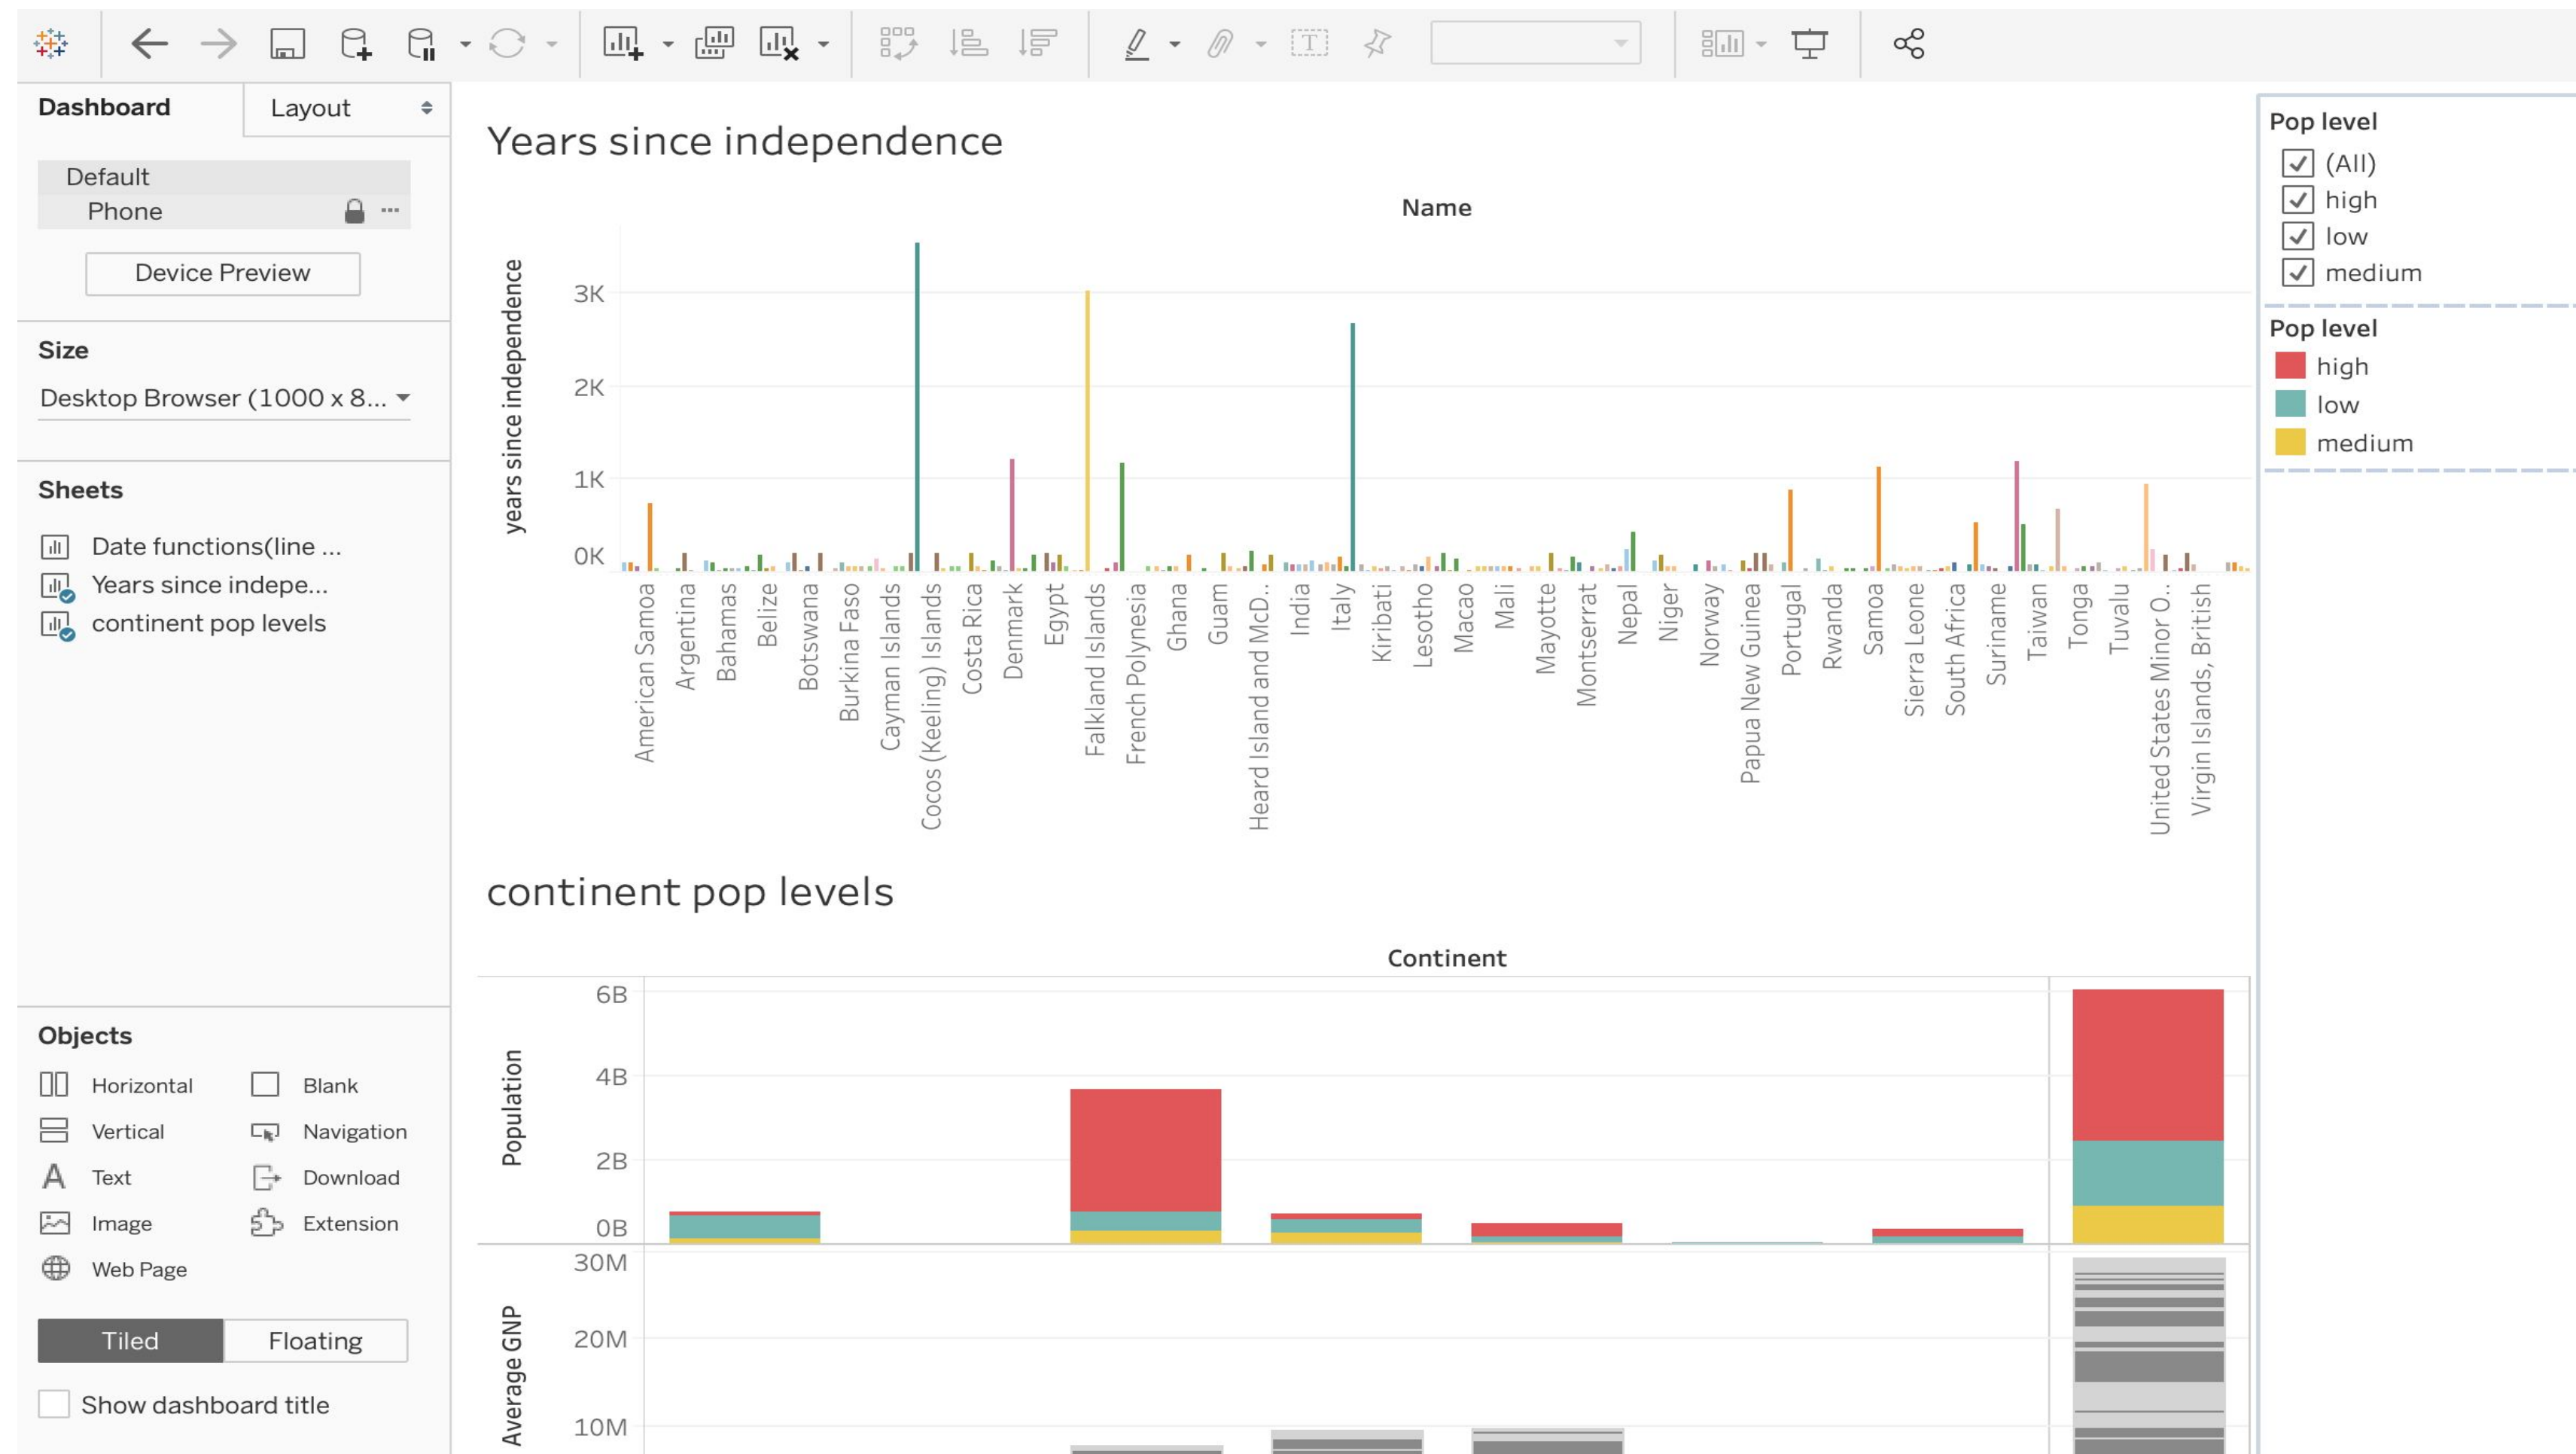 Dashboard
Layout
Default
Phone
Device Preview
Size
Desktop Browser (1000 x 8...
Sheets
Date functions(line ...
Years since indepe...
continent pop levels
Objects
Horizontal
Blank
Vertical
Navigation
Text
Download
Image
Extension
Web Page
Tiled
Floating
Show dashboard title
Years since independence
Name
years since independence
3K
2K
1K
0K
American Samoa
Argentina
Bahamas
Belize
Botswana
Burkina Faso
Cayman Islands
Cocos (Keeling) Islands
Costa Rica
Denmark
Egypt
Falkland Islands
French Polynesia
Ghana
Guam
Heard Island and McD..
India
Italy
Kiribati
Lesotho
Macao
Mali
Mayotte
Montserrat
Nepal
Niger
Norway
Papua New Guinea
Portugal
Rwanda
Samoa
Sierra Leone
South Africa
Suriname
Taiwan
Tonga
Tuvalu
United States Minor O..
Virgin Islands, British
continent pop levels
Continent
Population
6B
4B
2B
0B
Average GNP
30M
20M
10M
Pop level
(All)
high
low
medium
Pop level
high
low
medium